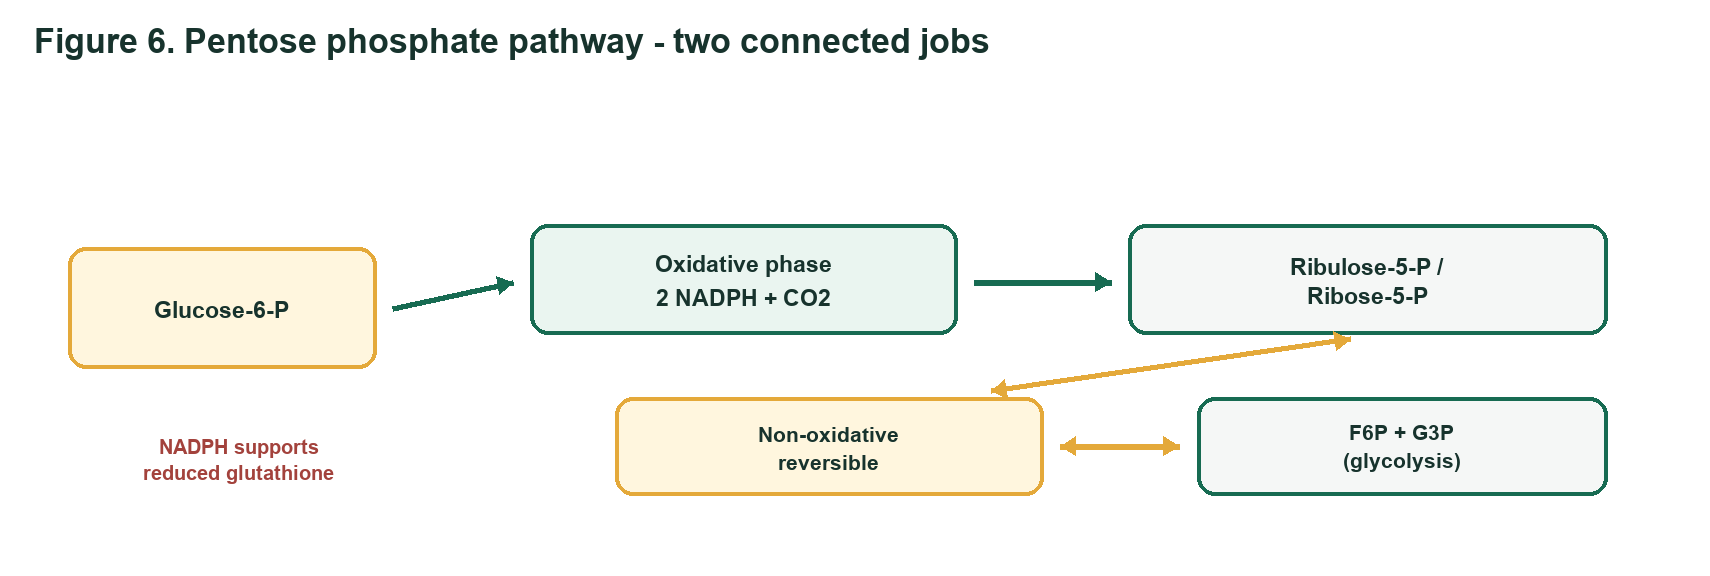 Figure 6. Pentose phosphate pathway - two connected jobs
Glucose-6-P
Oxidative phase
2 NADPH + CO2
Ribulose-5-P /
Ribose-5-P
Non-oxidative
reversible
F6P + G3P
(glycolysis)
NADPH supports
reduced glutathione